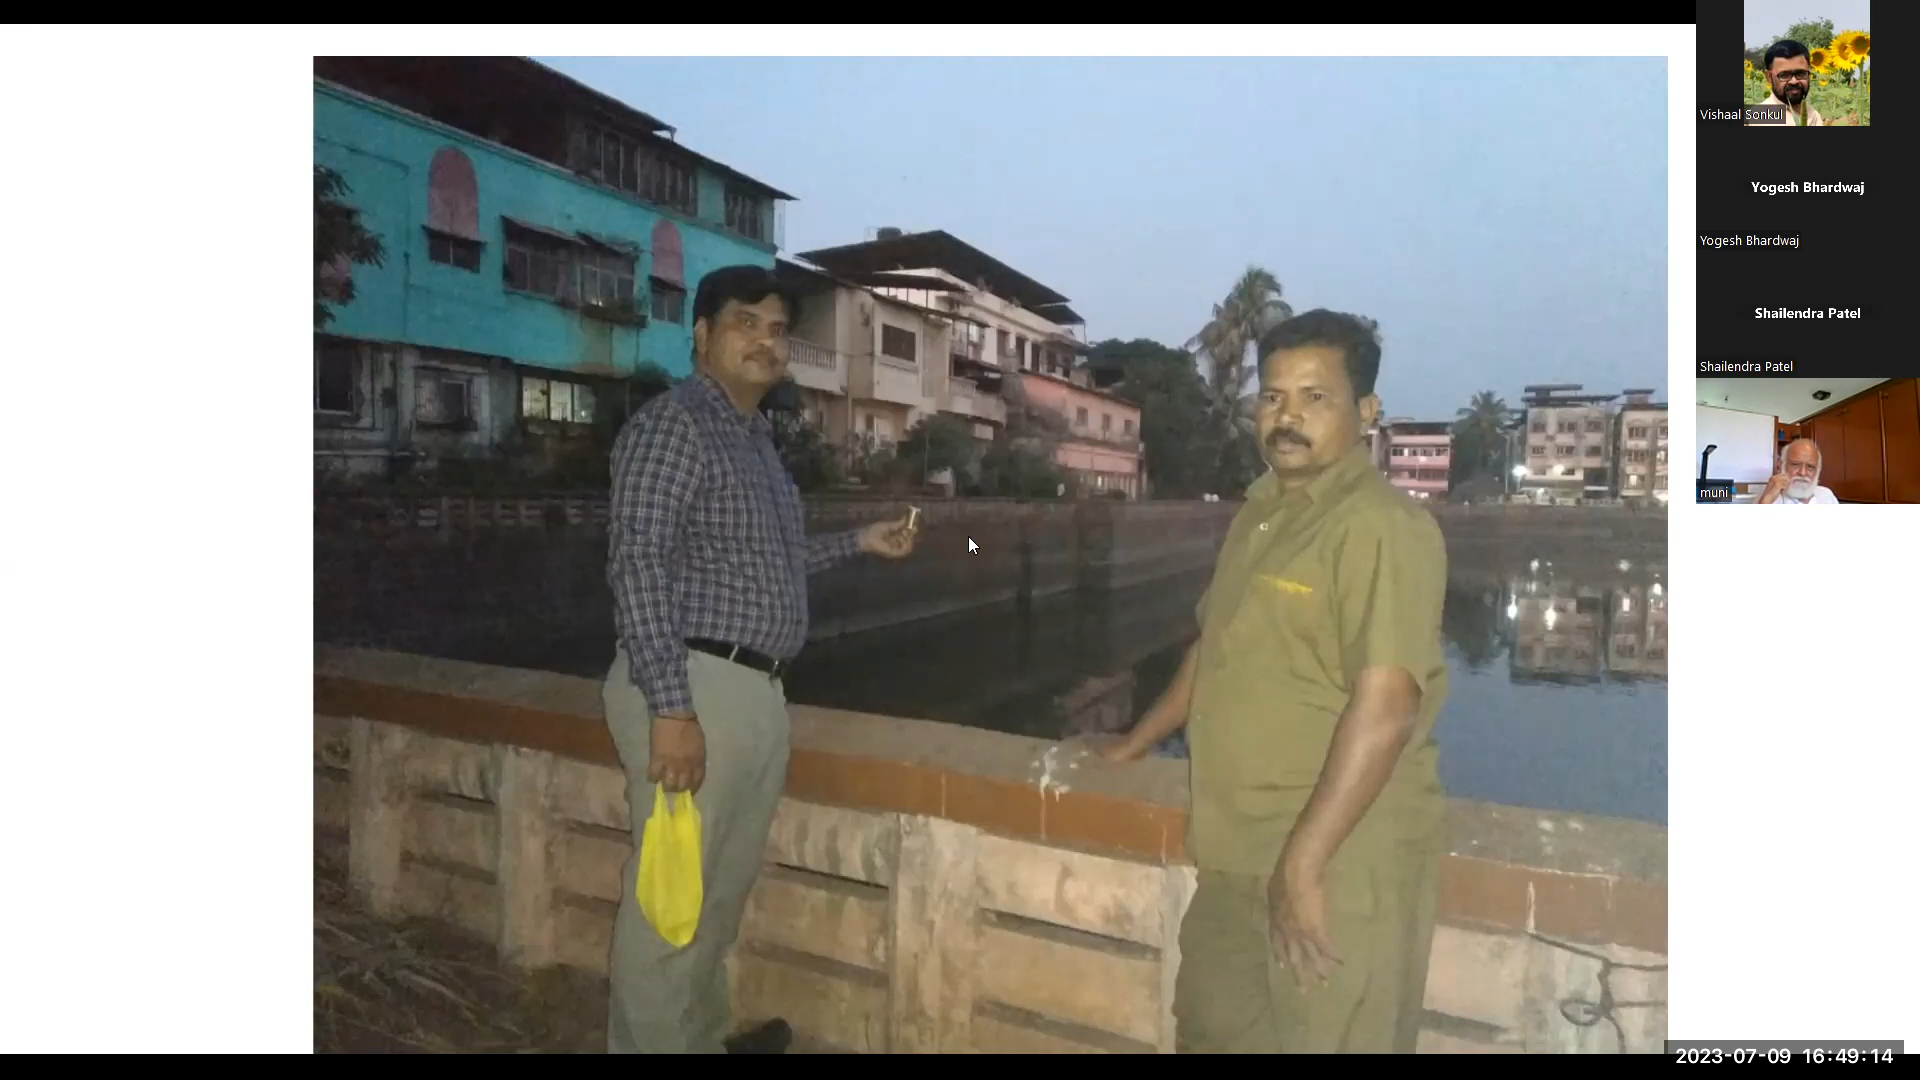 Vishaal Sonkul
Yogesh Bhardwaj
Yogesh Bhardwaj
Shailendra Patel
Shailendra Patel
muni
2023-07-09 16:49:14